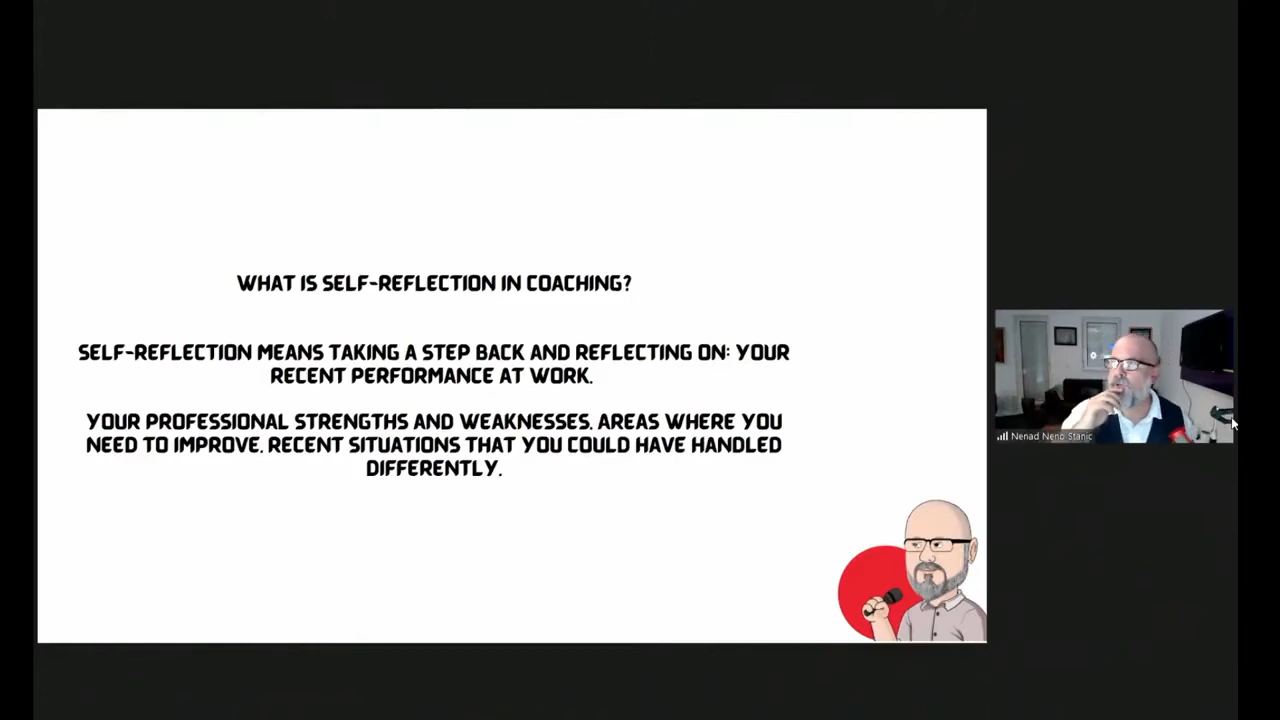 WHAT IS SELF-REFLECTION IN COACHING?
SELF-REFLECTION MEANS TAKING A STEP BACK AND REFLECTING ON: YOUR
RECENT PERFORMANCE AT WORK.
YOUR PROFESSIONAL STRENGTHS AND WEAKNESSES. AREAS WHERE YOU
NEED TO IMPROVE. RECENT SITUATIONS THAT YOU COULD HAVE HANDLED
DIFFERENTLY.
Nenad Neno Stanic